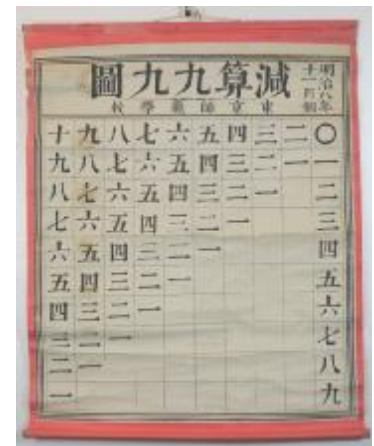 明治八年
十一月
減算九九圖
東京師範學校
〇 二 三 四 五 六 七 八 九 十
一 一 二 三 四 五 六 七 八 九
二 一 二 三 四 五 六 七 八
三 一 二 三 四 五 六 七
四 一 二 三 四 五 六
五 一 二 三 四 五
六 一 二 三 四
七 一 二 三
八 一 二
九 一